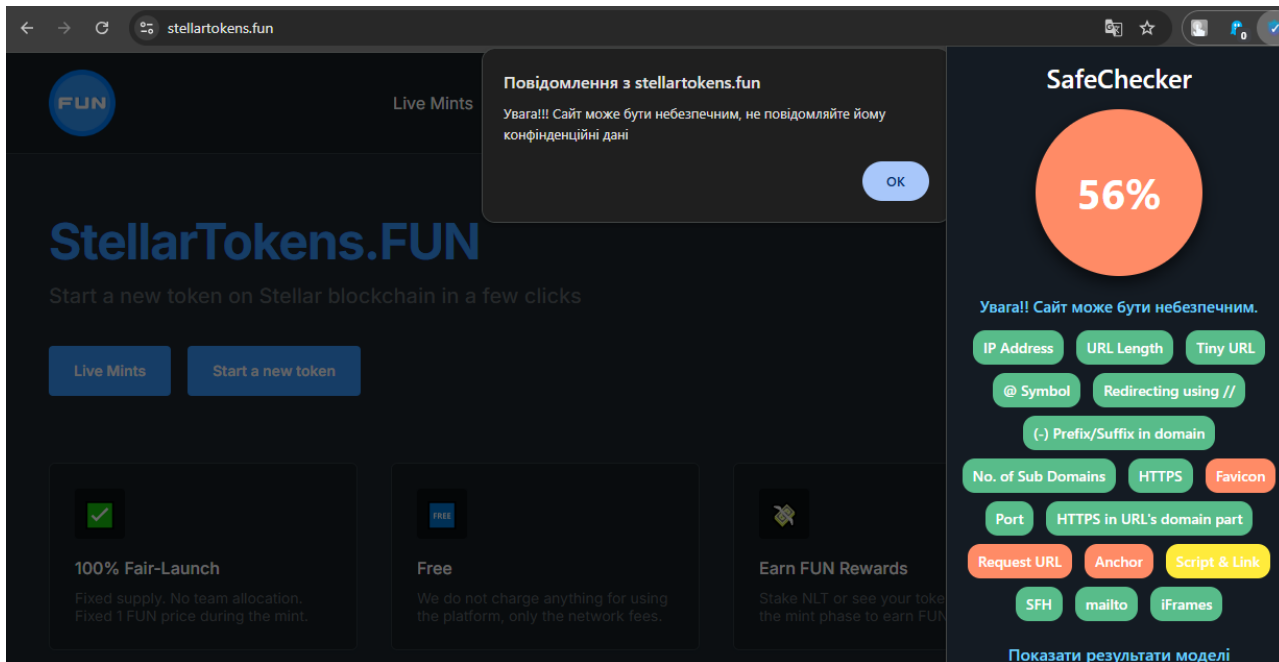 stellartokens.fun
0
FUN
Live Mints
Повідомлення з stellartokens.fun
Увага!!! Сайт може бути небезпечним, не повідомляйте йому
конфінденційні дані
ОК
StellarTokens.FUN
Start a new token on Stellar blockchain in a few clicks
Live Mints
Start a new token
100% Fair-Launch
Fixed supply. No team allocation.
Fixed 1 FUN price during the mint.
FREE
Free
We do not charge anything for using
the platform, only the network fees.
Earn FUN Rewards
Stake NLT or see your toke
the mint phase to earn FUN
SafeChecker
56%
Увага!! Сайт може бути небезпечним.
IP Address
URL Length
Tiny URL
@ Symbol
Redirecting using //
(-) Prefix/Suffix in domain
No. of Sub Domains
HTTPS
Favicon
Port
HTTPS in URL's domain part
Request URL
Anchor
Script & Link
SFH
mailto
iFrames
Показати результати моделі